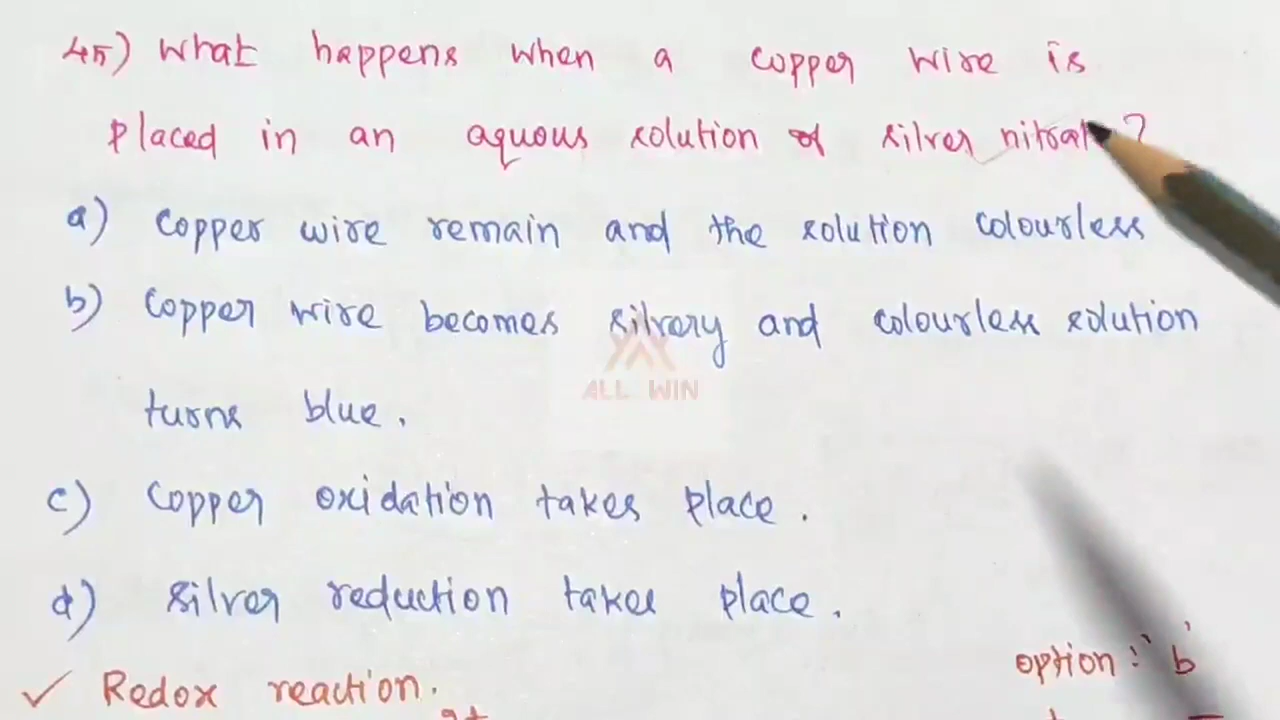 45) What happens when a copper wire is
placed in an aquous solution of silver nitrate?
a) copper wire remain and the solution colourless
b) copper wire becomes silvery and colourless solution
turns blue.
c) copper oxidation takes place.
d) silver reduction takes place.
option : 'b'
✓ Redox reaction.
ALL WIN